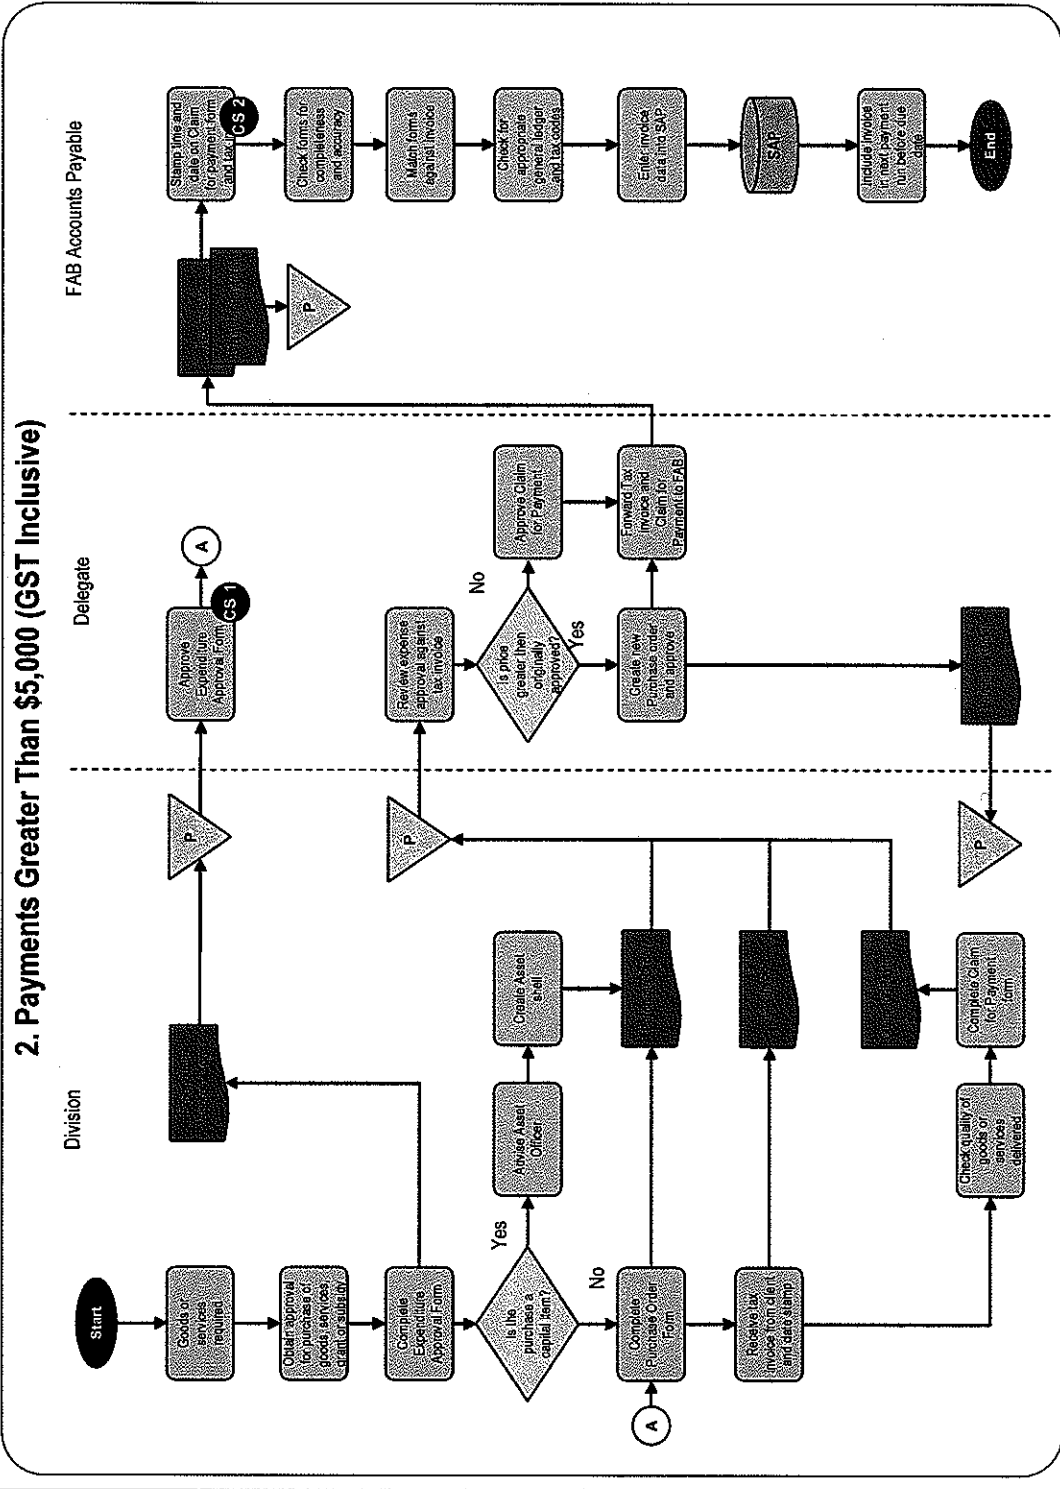 2. Payments Greater Than $5,000 (GST Inclusive)
Division
Delegate
FAB Accounts Payable
Start
Goods or
services
required
Obtain approval
for purchase of
goods, services
grant or subsidy
Complete
Expenditure
Approval Form
Is the
purchase a
capital item?
Yes
No
Advise Asset
Officer
Create Asset
shell
A
Complete
Purchase Order
Form
Receive tax
Invoice from client
and date stamp
Check quality of
goods or
services
delivered
Complete Claim
for Payment
form
P
P
P
Approve
Expenditure
Approval Form
CS 1
A
Review expense
approval against
tax invoice
Is price
greater then
originally
approved?
No
Yes
Approve Claim
for Payment
Create new
Purchase order
and approve
Forward Tax
Invoice and
Claim for
Payment to FAB
P
Stamp time and
date on Claim
for payment form
and tax
CS 2
Check forms for
completeness
and accuracy
Match forms
against invoice
Check for
appropriate
general ledger
and tax codes
Enter invoice
data into SAP
SAP
Include invoice
in next payment
run before due
date
End